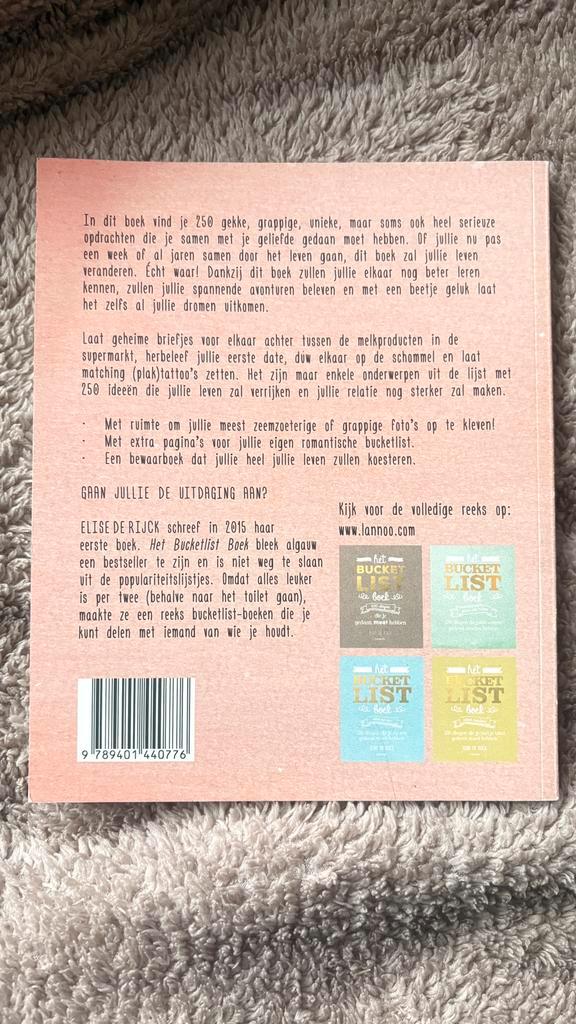 In dit boek vind je 250 gekke, grappige, unieke, maar soms ook heel serieuze
opdrachten die je samen met je geliefde gedaan moet hebben. Of jullie nu pas
een week of al jaren samen door het leven gaan, dit boek zal jullie leven
veranderen. Écht waar! Dankzij dit boek zullen jullie elkaar nog beter leren
kennen, zullen jullie spannende avonturen beleven en met een beetje geluk laat
het zelfs al jullie dromen uitkomen.
Laat geheime briefjes voor elkaar achter tussen de melkproducten in de
supermarkt, herbeleef jullie eerste date, duw elkaar op de schommel en laat
matching (plak)tattoo's zetten. Het zijn maar enkele onderwerpen uit de lijst met
250 ideeën die jullie leven zal verrijken en jullie relatie nog sterker zal maken.
· Met ruimte om jullie meest zeemzoeterige of grappige foto's op te kleven!
· Met extra pagina's voor jullie eigen romantische bucketlist.
· Een bewaarboek dat jullie heel jullie leven zullen koesteren.
GAAN JULLIE DE UITDAGING AAN?
ELISE DE RIJCK schreef in 2015 haar
eerste boek. Het Bucketlist Boek bleek algauw
een bestseller te zijn en is niet weg te slaan
uit de populariteitslijstjes. Omdat alles leuker
is per twee (behalve naar het toilet gaan),
maakte ze een reeks bucketlist-boeken die je
kunt delen met iemand van wie je houdt.
Kijk voor de volledige reeks op:
www.lannoo.com
het
BUCKET
LIST
boek
die je
gedaan moet hebben
het
BUCKET
LIST
boek
het
BUCKET
LIST
boek
het
BUCKET
LIST
boek
9 789401 440776